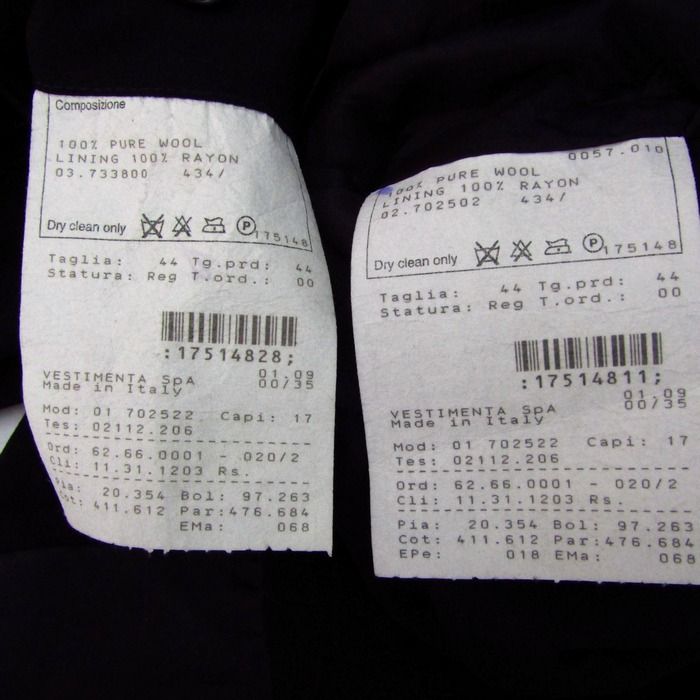 Composizione
100% PURE WOOL
LINING 100% RAYON
03.733800 434/
Dry clean only
P
175148
Taglia: 44 Tg.prd: 44
Statura: Reg T.ord.: 00
:17514828;
VESTIMENTA SpA 01.09
Made in Italy 00/35
Mod: 01 702522 Capi: 17
Tes: 02112.206
Ord: 62.66.0001 - 020/2
Cli: 11.31.1203 Rs.
Pia: 20.354 Bol: 97.263
Cot: 411.612 Par:476.684
EMa: 068
0057.010
100% PURE WOOL
LINING 100% RAYON
02.702502 434/
Dry clean only
P
175148
Taglia: 44 Tg.prd: 44
Statura: Reg T.ord.: 00
:17514811;
VESTIMENTA SpA 01.09
Made in Italy 00/35
Mod: 01 702522 Capi: 17
Tes: 02112.206
Ord: 62.66.0001 - 020/2
Cli: 11.31.1203 Rs.
Pia: 20.354 Bol: 97.263
Cot: 411.612 Par:476.684
EPe: 018 EMa: 068